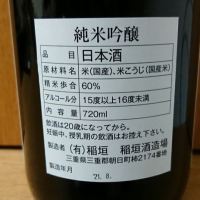 純米吟醸
品目 日本酒
原材料名 米(国産)、米こうじ(国産米)
精米歩合 60%
アルコール分 15度以上16度未満
内容量 720ml
飲酒は20歳になってから。
妊娠中、授乳期の飲酒はお控え下さい。
製造者 (有)稲垣 稲垣酒造場
三重県三重郡朝日町柿2174番地
製造年月
'21.8.